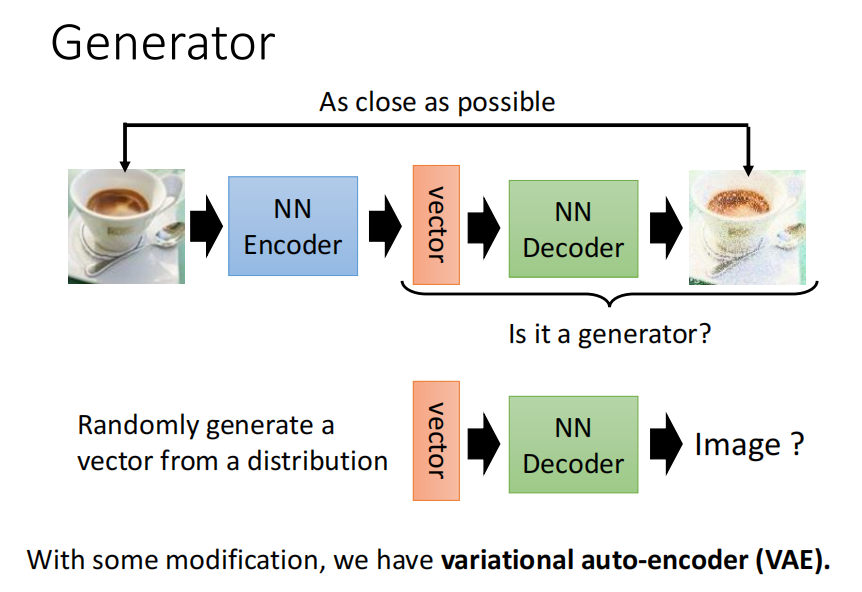 Generator
As close as possible
NN
Encoder
vector
NN
Decoder
Is it a generator?
Randomly generate a
vector from a distribution
vector
NN
Decoder
Image ?
With some modification, we have variational auto-encoder (VAE).